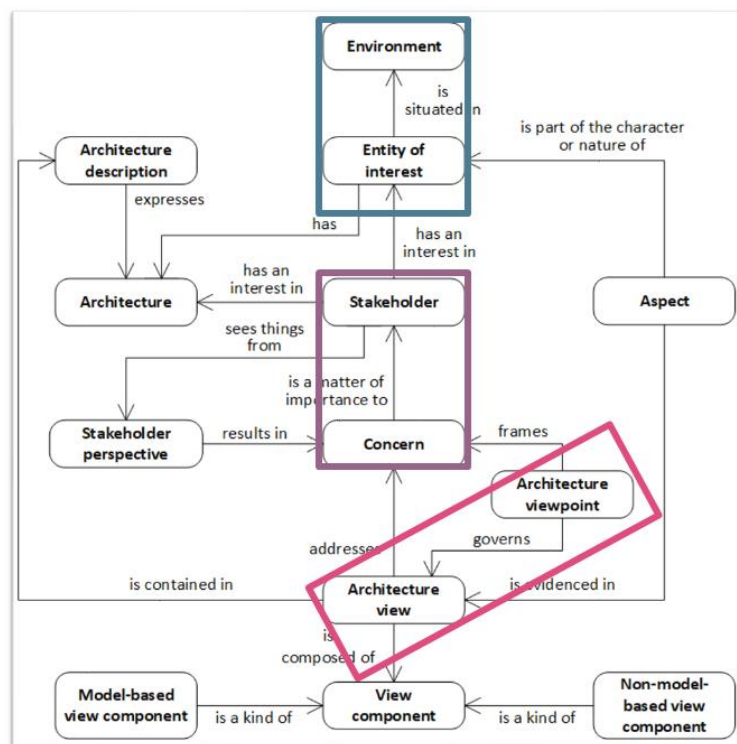 Environment
is
situated in
is part of the character
or nature of
Architecture
description
Entity of
interest
expresses
has
has an
interest in
has an
interest in
Architecture
Stakeholder
Aspect
sees things
from
is a matter of
importance to
Stakeholder
perspective
results in
Concern
frames
Architecture
viewpoint
addresses
governs
is contained in
Architecture
view
is evidenced in
is
composed of
Model-based
view component
is a kind of
View
component
is a kind of
Non-model-
based view
component